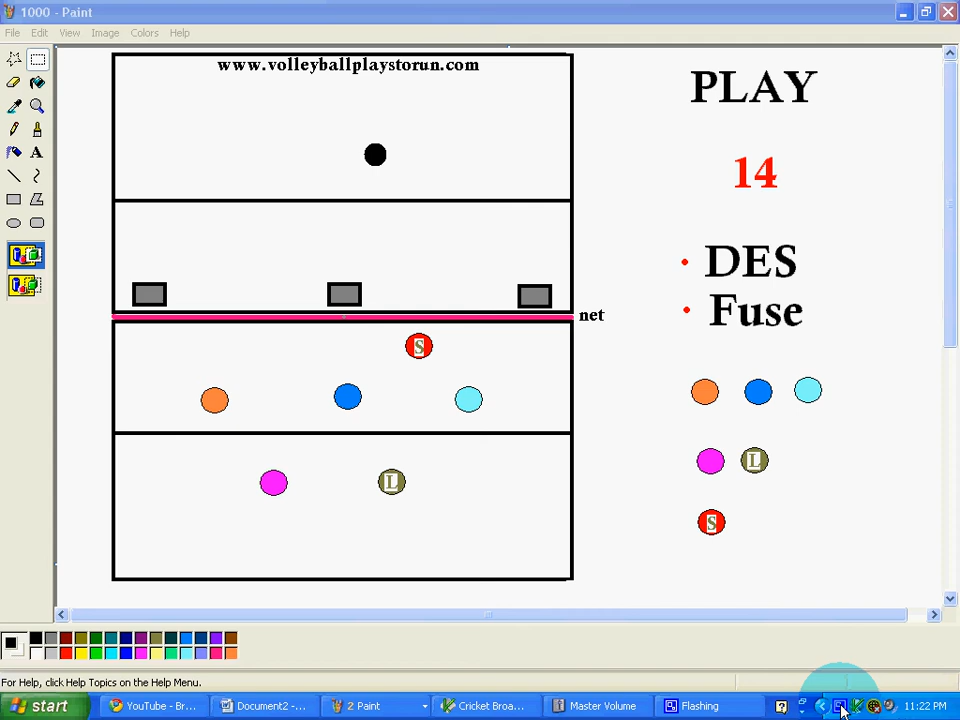 1000 - Paint
File Edit View Image Colors Help
www.volleyballplaystorun.com
PLAY
14
DES
Fuse
net
S
L
L
S
For Help, click Help Topics on the Help Menu.
start YouTube - Br... Document2 -... 2 Paint Cricket Broa... Master Volume Flashing 11:22 PM